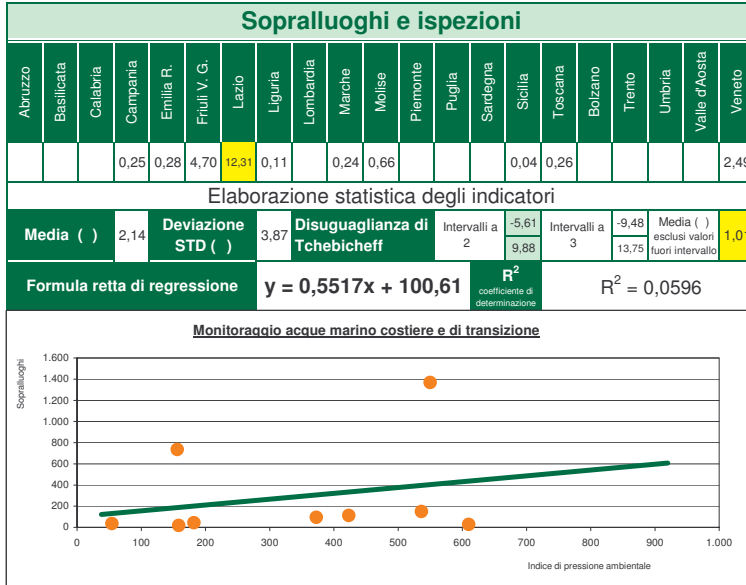 Sopralluoghi e ispezioni
Abruzzo Basilicata Calabria Campania Emilia R. Friuli V. G. Lazio Liguria Lombardia Marche Molise Piemonte Puglia Sardegna Sicilia Toscana Bolzano Trento Umbria Valle d'Aosta Veneto
0,25 0,28 4,70 12,31 0,11 0,24 0,66 0,04 0,26 2,49
Elaborazione statistica degli indicatori
Media ( ) 2,14 Deviazione STD ( ) 3,87 Disuguaglianza di Tchebicheff Intervalli a 2 -5,61 9,88 Intervalli a 3 -9,48 13,75 Media ( ) esclusi valori fuori intervallo 1,01
Formula retta di regressione y = 0,5517x + 100,61 R² coefficiente di determinazione R² = 0,0596
Monitoraggio acque marino costiere e di transizione
Sopralluoghi
1.600
1.400
1.200
1.000
800
600
400
200
0
0 100 200 300 400 500 600 700 800 900 1.000
Indice di pressione ambientale